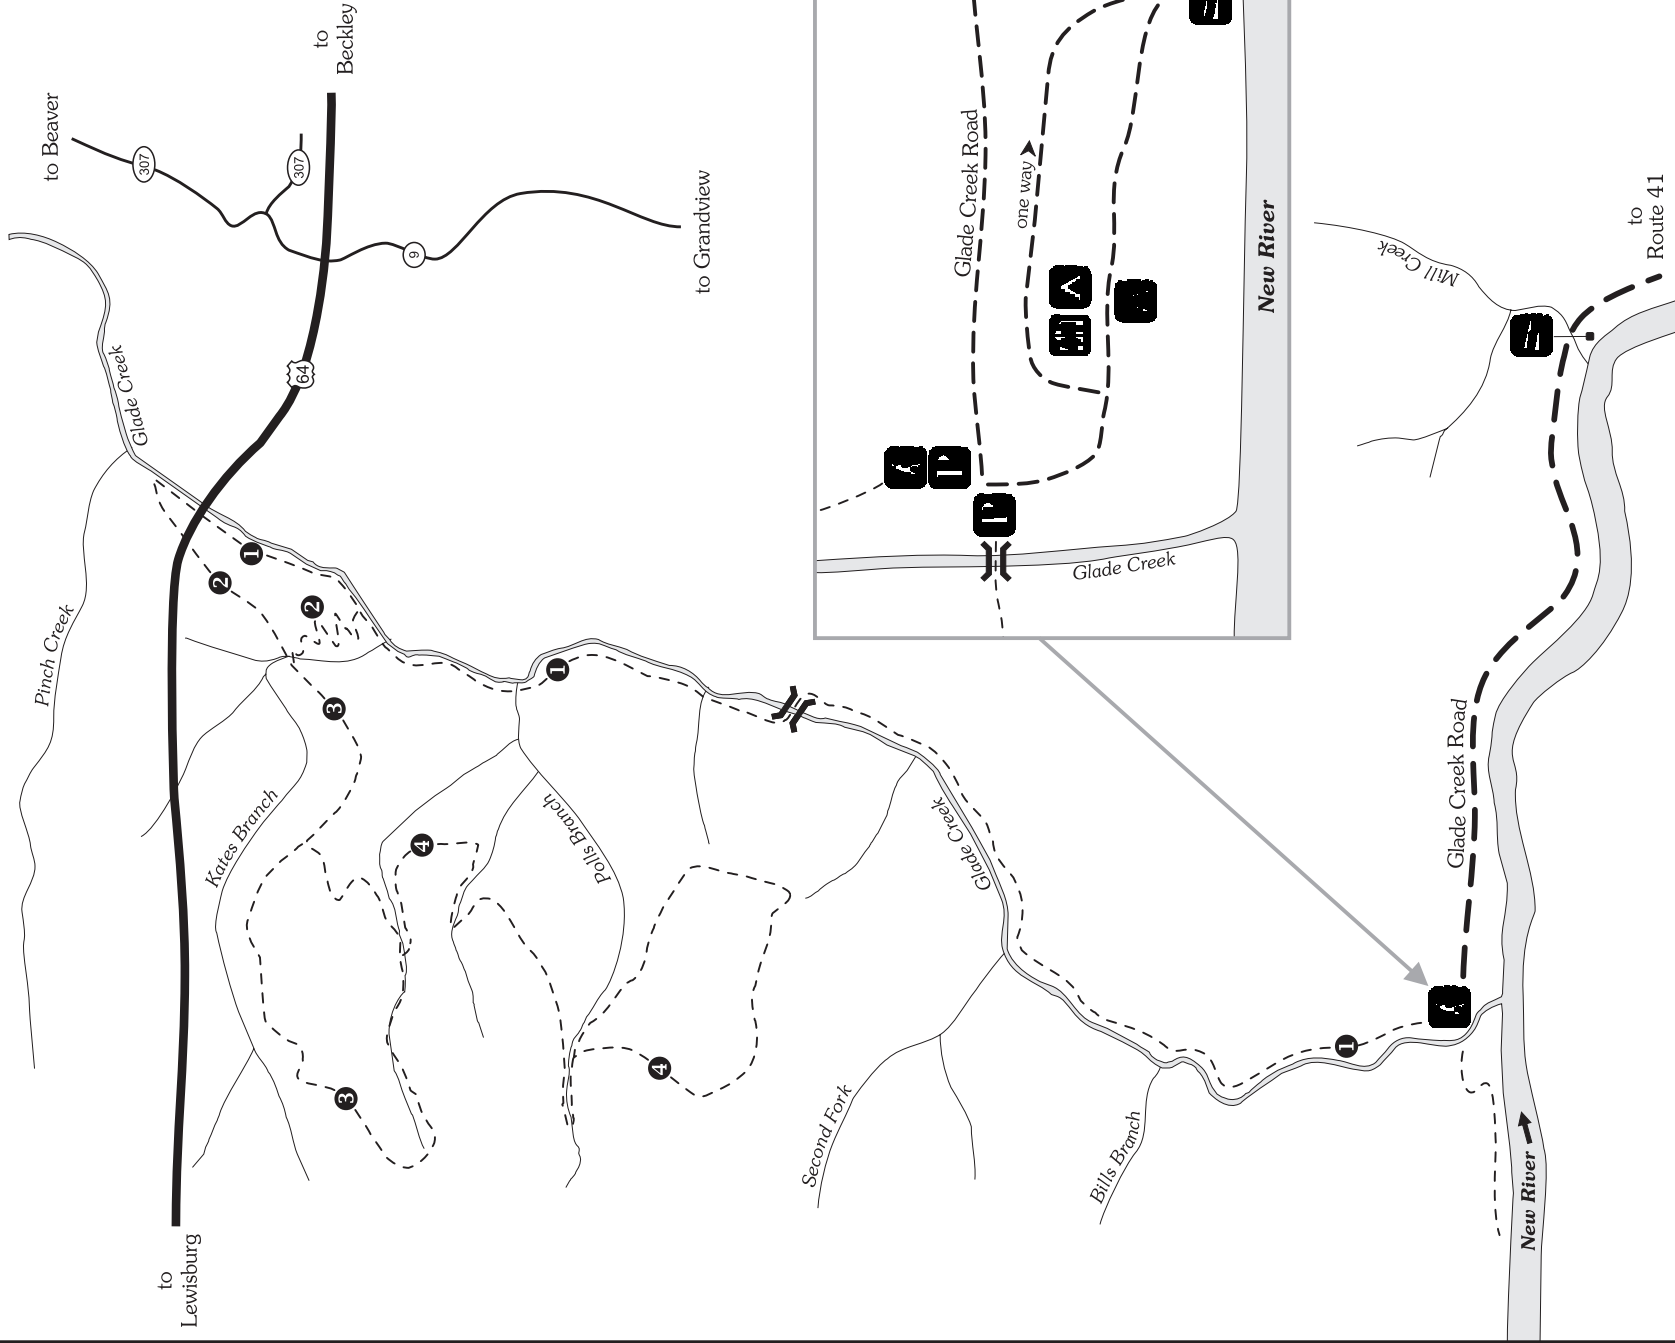 to
Beckley
to Beaver
307
307
9
64
to Grandview
Glade Creek
Pinch Creek
1
2
2
3
Kates Branch
1
4
Polls Branch
3
4
Glade Creek
Second Fork
Bills Branch
1
to
Lewisburg
Glade Creek Road
one way
New River
P
P
Glade Creek
Mill Creek
to
Route 41
Glade Creek Road
New River